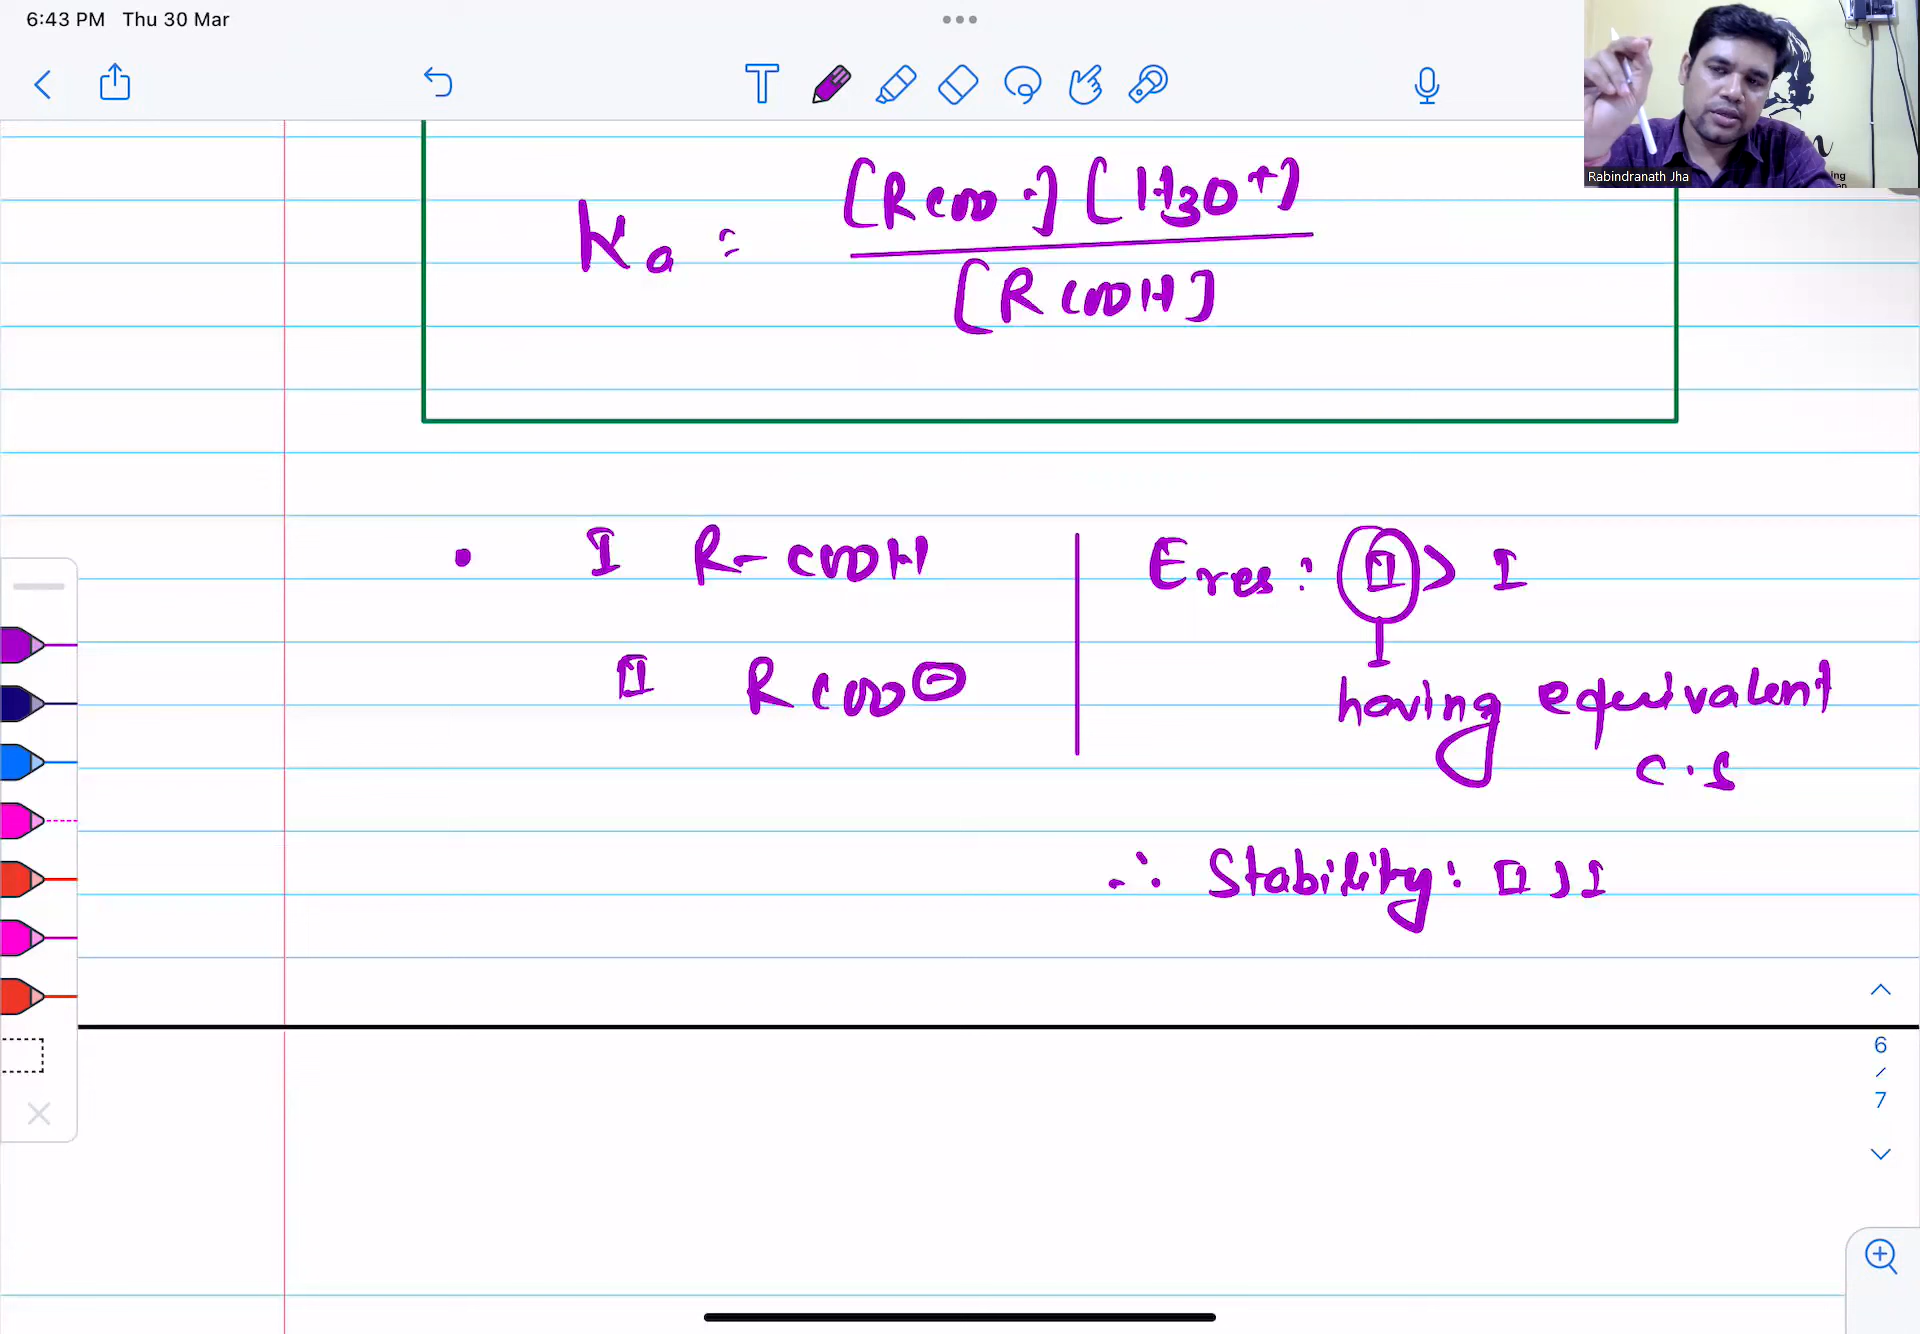 6:43 PM Thu 30 Mar
Rabindranath Jha
Ka = [RCOO-] [H3O+]
[RCOOH]
• I R-COOH
Eres: II > I
II RCOO⊖
having equivalent
C.S
∴ Stability: II > I
6
/
7